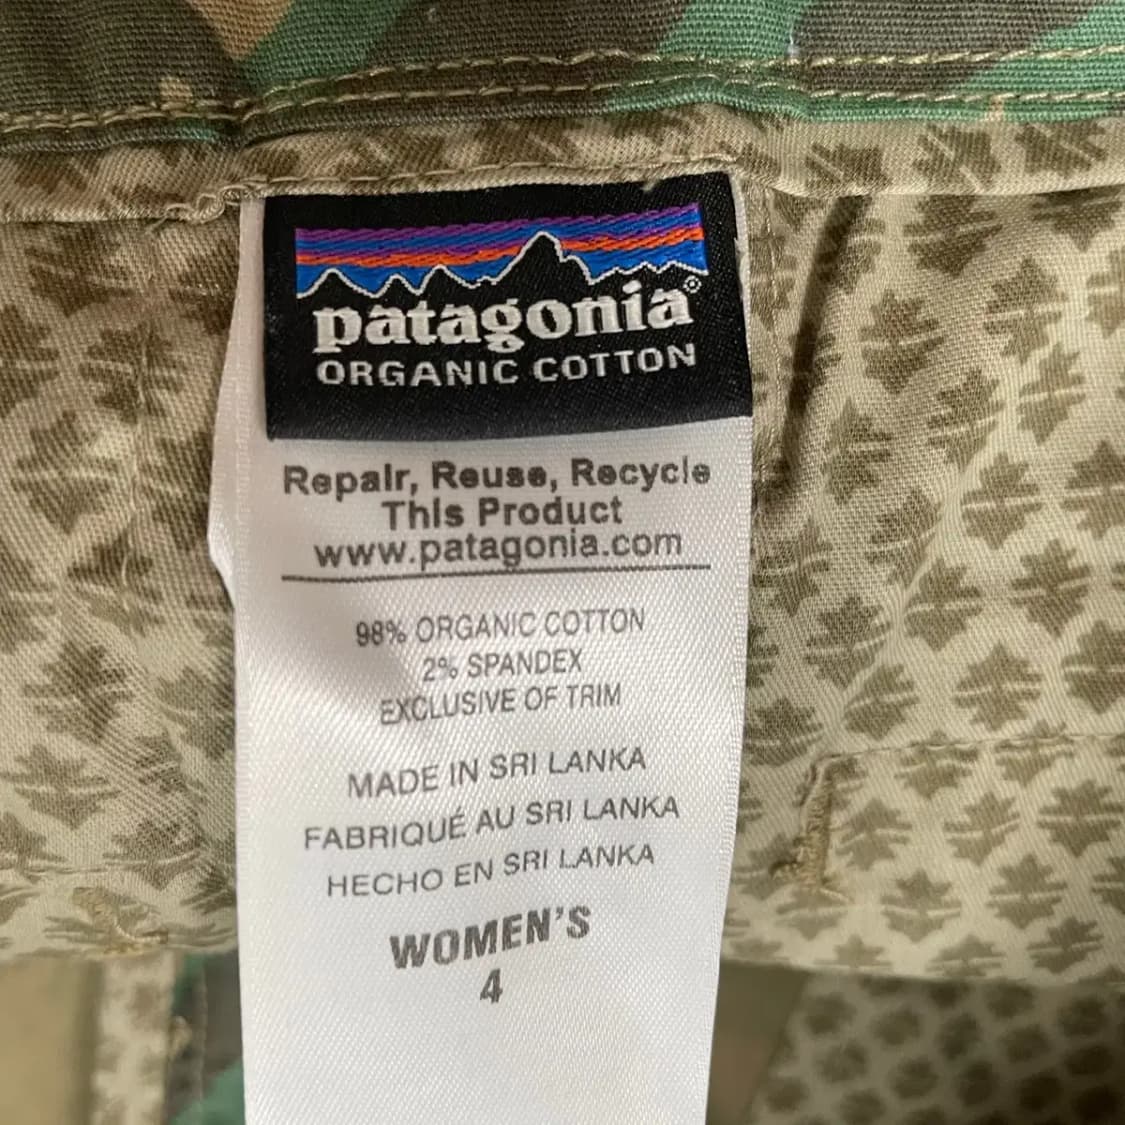 patagonia®
ORGANIC COTTON
Repair, Reuse, Recycle
This Product
www.patagonia.com
98% ORGANIC COTTON
2% SPANDEX
EXCLUSIVE OF TRIM
MADE IN SRI LANKA
FABRIQUÉ AU SRI LANKA
HECHO EN SRI LANKA
WOMEN'S
4